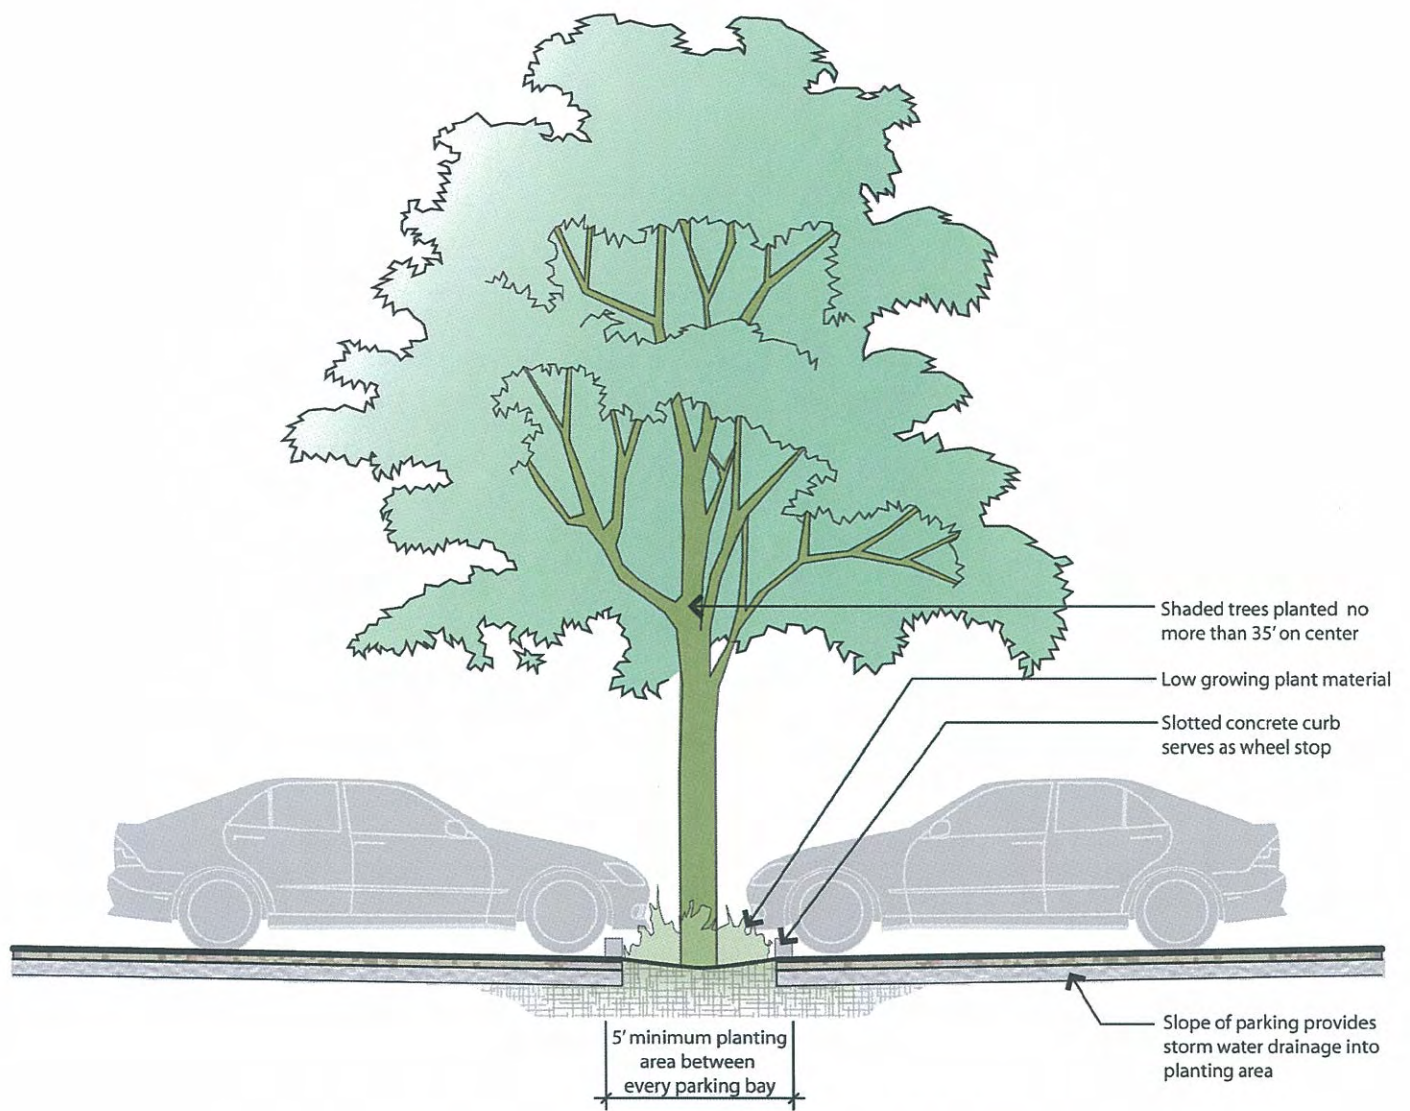 Shaded trees planted no
more than 35' on center
Low growing plant material
Slotted concrete curb
serves as wheel stop
Slope of parking provides
storm water drainage into
planting area
5' minimum planting
area between
every parking bay